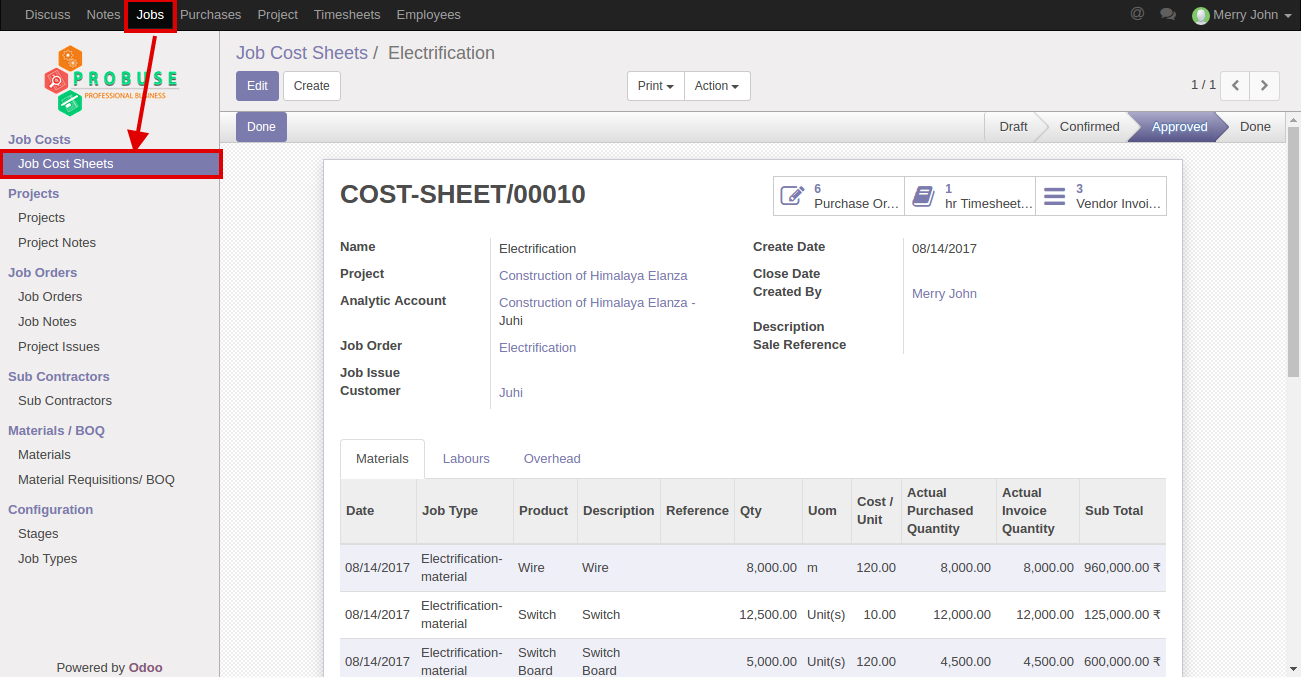 Discuss Notes Jobs Purchases Project Timesheets Employees @ Merry John
PROBUSE
PROFESSIONAL BUSINESS
Job Costs
Job Cost Sheets
Projects
Projects
Project Notes
Job Orders
Job Orders
Job Notes
Project Issues
Sub Contractors
Sub Contractors
Materials / BOQ
Materials
Material Requisitions/ BOQ
Configuration
Stages
Job Types
Powered by Odoo
Job Cost Sheets / Electrification
Edit Create Print Action 1 / 1
Done Draft Confirmed Approved Done
COST-SHEET/00010
6
Purchase Or...
1
hr Timesheet...
3
Vendor Invoi...
Name Electrification
Project Construction of Himalaya Elanza
Analytic Account Construction of Himalaya Elanza -
Juhi
Job Order Electrification
Job Issue
Customer Juhi
Create Date 08/14/2017
Close Date
Created By Merry John
Description
Sale Reference
Materials Labours Overhead
Date Job Type Product Description Reference Qty Uom Cost / Unit Actual Purchased Quantity Actual Invoice Quantity Sub Total
08/14/2017 Electrification-material Wire Wire 8,000.00 m 120.00 8,000.00 8,000.00 960,000.00 ₹
08/14/2017 Electrification-material Switch Switch 12,500.00 Unit(s) 10.00 12,000.00 12,000.00 125,000.00 ₹
08/14/2017 Electrification-material Switch Board Switch Board 5,000.00 Unit(s) 120.00 4,500.00 4,500.00 600,000.00 ₹